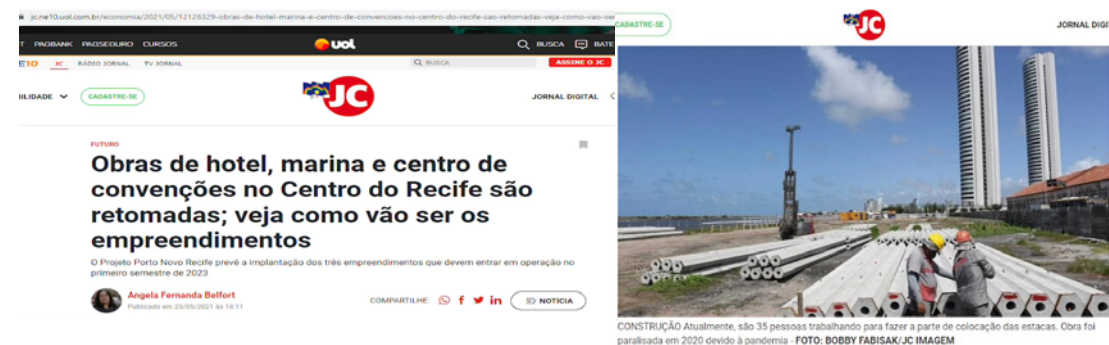 jc.ne10.uol.com.br/economia/2021/05/12128329-obras-de-hotel-marina-e-centro-de-convencoes-no-centro-do-recife-sao-retomadas-veja-como-vao-ser
PAGBANK PAGSEGURO CURSOS
UOL
BUSCA BATE
JC RÁDIO JORNAL TV JORNAL
BUSCA
ASSINE O JC
BILIDADE
CADASTRE-SE
JC
JORNAL DIGITAL
FUTURO
Obras de hotel, marina e centro de
convenções no Centro do Recife são
retomadas; veja como vão ser os
empreendimentos
O Projeto Porto Novo Recife prevê a implantação dos três empreendimentos que devem entrar em operação no
primeiro semestre de 2023
Angela Fernanda Belfort
Publicado em 25/05/2021 às 18:11
COMPARTILHE:
NOTÍCIA
CADASTRE-SE
JC
JORNAL DIGI
CONSTRUÇÃO Atualmente, são 35 pessoas trabalhando para fazer a parte de colocação das estacas. Obra foi
paralisada em 2020 devido à pandemia - FOTO: BOBBY FABISAK/JC IMAGEM